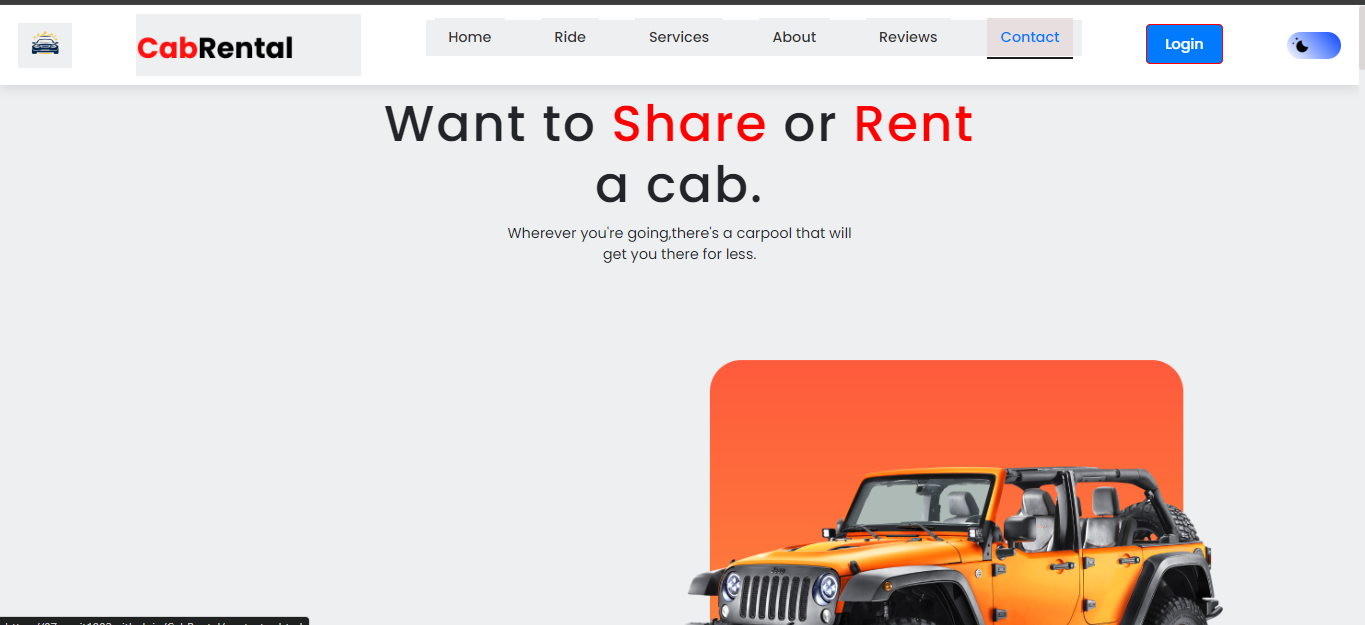 CabRental
Home
Ride
Services
About
Reviews
Contact
Login
Want to Share or Rent
a cab.
Wherever you're going,there's a carpool that will
get you there for less.